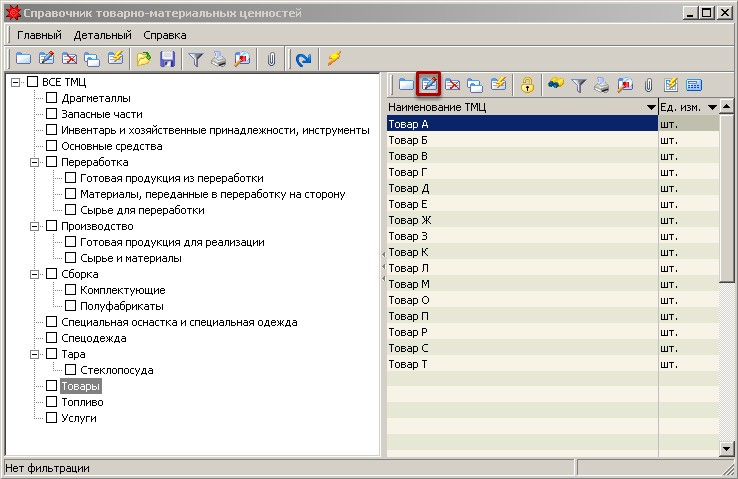 Справочник товарно-материальных ценностей
Главный Детальный Справка
ВСЕ ТМЦ
Драгметаллы
Запасные части
Инвентарь и хозяйственные принадлежности, инструменты
Основные средства
Переработка
Готовая продукция из переработки
Материалы, переданные в переработку на сторону
Сырье для переработки
Производство
Готовая продукция для реализации
Сырье и материалы
Сборка
Комплектующие
Полуфабрикаты
Специальная оснастка и специальная одежда
Спецодежда
Тара
Стеклопосуда
Товары
Топливо
Услуги
Наименование ТМЦ Ед. изм.
Товар А шт.
Товар Б шт.
Товар В шт.
Товар Г шт.
Товар Д шт.
Товар Е шт.
Товар Ж шт.
Товар З шт.
Товар К шт.
Товар Л шт.
Товар М шт.
Товар О шт.
Товар П шт.
Товар Р шт.
Товар С шт.
Товар Т шт.
Нет фильтрации